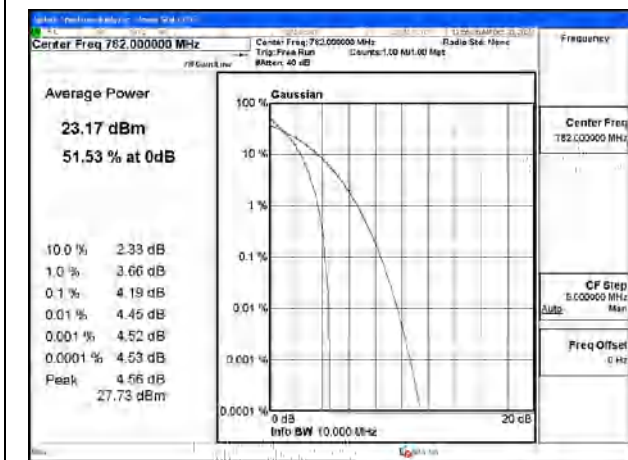 Center Freq 782.000000 MHz
Center Freq: 782.000000 MHz
Radio Std: None
Trig: Free Run
Counts:1.00 M/1.00 Mpt
#IFGain:Low
#Atten: 40 dB
Frequency
Average Power
23.17 dBm
51.53 % at 0dB
10.0 % 2.33 dB
1.0 % 3.66 dB
0.1 % 4.19 dB
0.01 % 4.45 dB
0.001 % 4.52 dB
0.0001 % 4.53 dB
Peak 4.56 dB
27.73 dBm
Gaussian
100 %
10 %
1 %
0.1 %
0.01 %
0.001 %
0.0001 %
0 dB
20 dB
Info BW 10.000 MHz
Center Freq
782.000000 MHz
CF Step
5.000000 MHz
Auto Man
Freq Offset
0 Hz